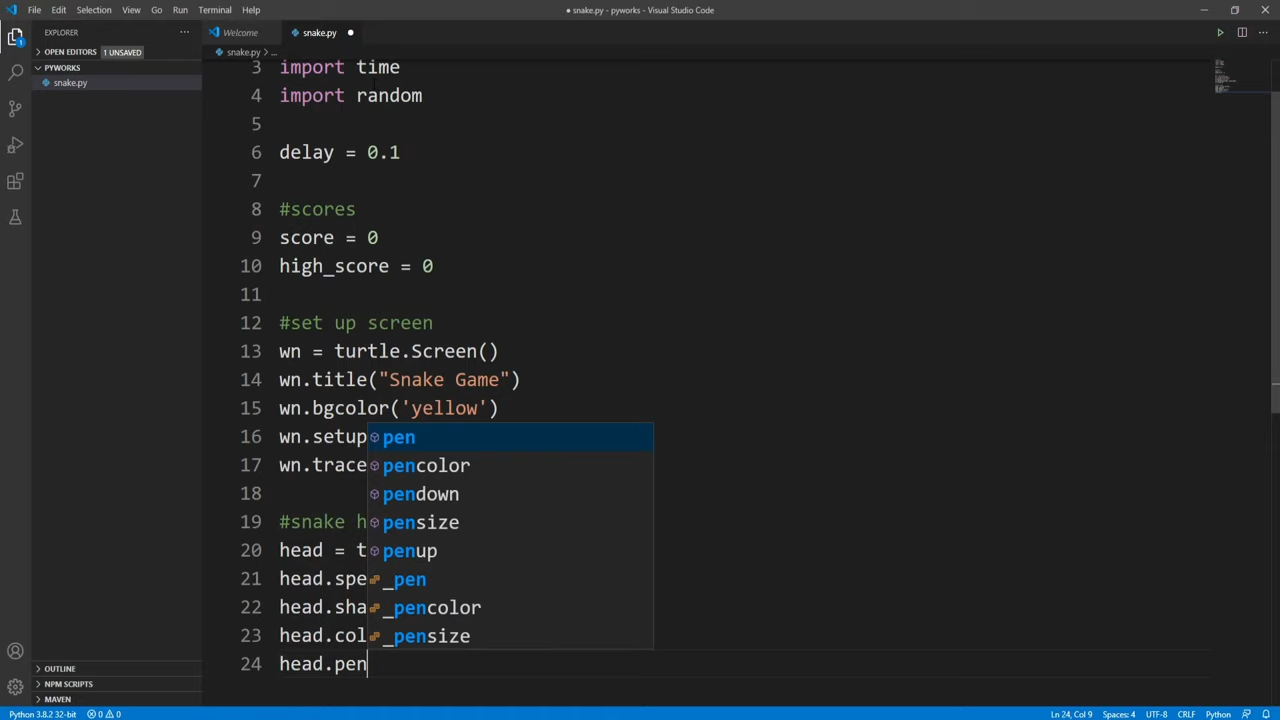 File Edit Selection View Go Run Terminal Help
● snake.py - pyworks - Visual Studio Code
EXPLORER
OPEN EDITORS 1 UNSAVED
PYWORKS
snake.py
1
Welcome
snake.py
snake.py > ...
3 import time
4 import random
5
6 delay = 0.1
7
8 #scores
9 score = 0
10 high_score = 0
11
12 #set up screen
13 wn = turtle.Screen()
14 wn.title("Snake Game")
15 wn.bgcolor('yellow')
16 wn.setup
17 wn.trace
18
19 #snake h
20 head = t
21 head.spe
22 head.sha
23 head.col
24 head.pen
pen
pencolor
pendown
pensize
penup
_pen
_pencolor
_pensize
OUTLINE
NPM SCRIPTS
MAVEN
Python 3.8.2 32-bit 0 0
Ln 24, Col 9 Spaces: 4 UTF-8 CRLF Python